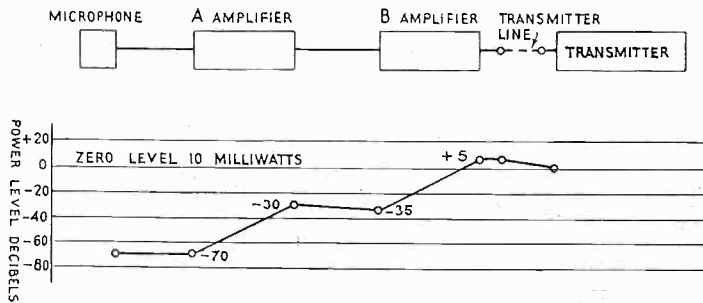 MICROPHONE
A AMPLIFIER
B AMPLIFIER
TRANSMITTER
LINE
TRANSMITTER
POWER LEVEL DECIBELS
+20
0
-20
-40
-60
-80
ZERO LEVEL 10 MILLIWATTS
-70
-30
-35
+5